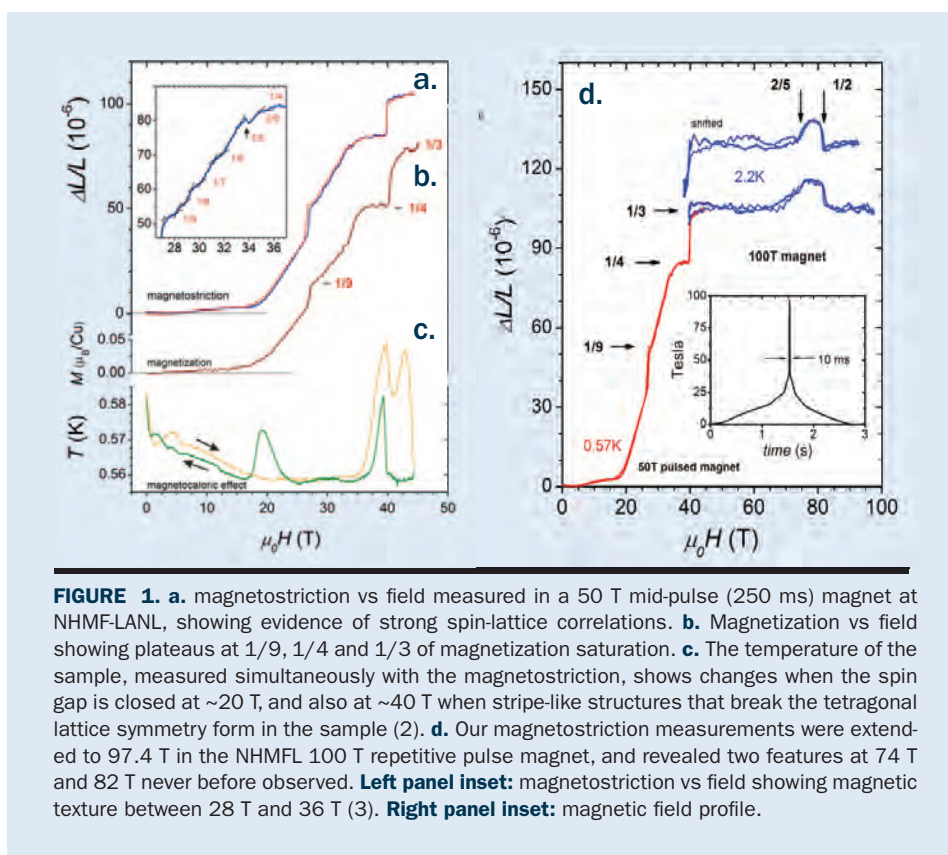 a.
ΔL/L (10⁻⁶)
100
50
0
80
70
60
50
28 30 32 34 36
1/4
1/6
1/7
1/8
1/9
magnetostriction
b.
1/3
1/4
1/9
M (μB/Cu)
0.05
0.00
magnetization
c.
T (K)
0.58
0.57
0.56
magnetocaloric effect
0 10 20 30 40 50
μ₀H (T)
d.
ΔL/L (10⁻⁶)
150
120
90
60
30
0
2/5 1/2
shifted
2.2K
1/3
1/4
100T magnet
1/9
Tesla
100
75
50
25
0
10 ms
0 1 2 3
time (s)
0.57K
50T pulsed magnet
0 20 40 60 80 100
μ₀H (T)
FIGURE 1. a. magnetostriction vs field measured in a 50 T mid-pulse (250 ms) magnet at
NHMF-LANL, showing evidence of strong spin-lattice correlations. b. Magnetization vs field
showing plateaus at 1/9, 1/4 and 1/3 of magnetization saturation. c. The temperature of the
sample, measured simultaneously with the magnetostriction, shows changes when the spin
gap is closed at ~20 T, and also at ~40 T when stripe-like structures that break the tetragonal
lattice symmetry form in the sample (2). d. Our magnetostriction measurements were extend-
ed to 97.4 T in the NHMFL 100 T repetitive pulse magnet, and revealed two features at 74 T
and 82 T never before observed. Left panel inset: magnetostriction vs field showing magnetic
texture between 28 T and 36 T (3). Right panel inset: magnetic field profile.